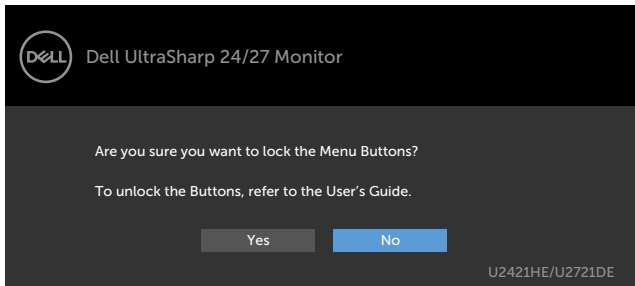 DELL
Dell UltraSharp 24/27 Monitor
Are you sure you want to lock the Menu Buttons?
To unlock the Buttons, refer to the User’s Guide.
Yes
No
U2421HE/U2721DE